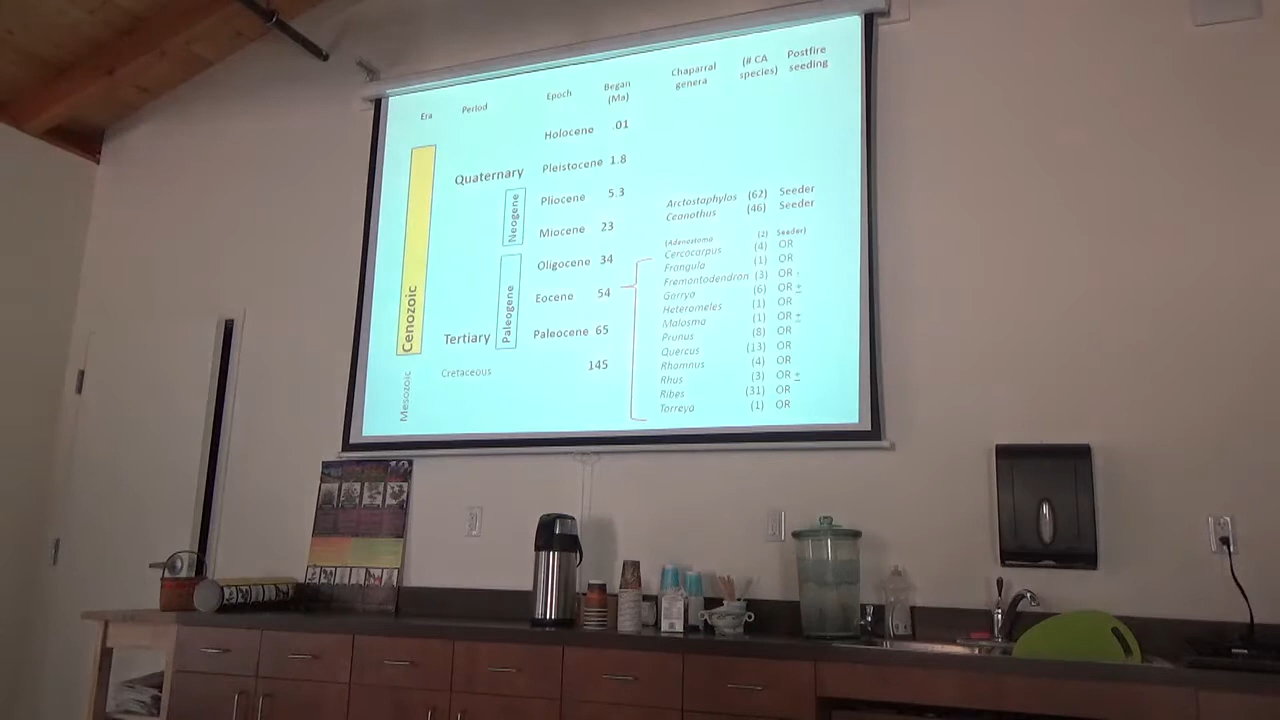 Era Period Epoch Began (Ma) Chaparral genera (# CA species) Postfire seeding
Holocene .01
Quaternary Pleistocene 1.8
Neogene
Pliocene 5.3
Arctostaphylos (62) Seeder
Ceanothus (46) Seeder
Miocene 23
(Adenostoma (2) Seeder)
Cercocarpus (4) OR
Oligocene 34
Frangula (1) OR
Fremontodendron (3) OR
Cenozoic
Paleogene
Eocene 54
Garrya (6) OR ±
Heteromeles (1) OR
Malosma (1) OR ±
Tertiary Paleocene 65
Prunus (8) OR
Quercus (13) OR
Rhamnus (4) OR
Mesozoic
Cretaceous 145
Rhus (3) OR ±
Ribes (31) OR
Torreya (1) OR